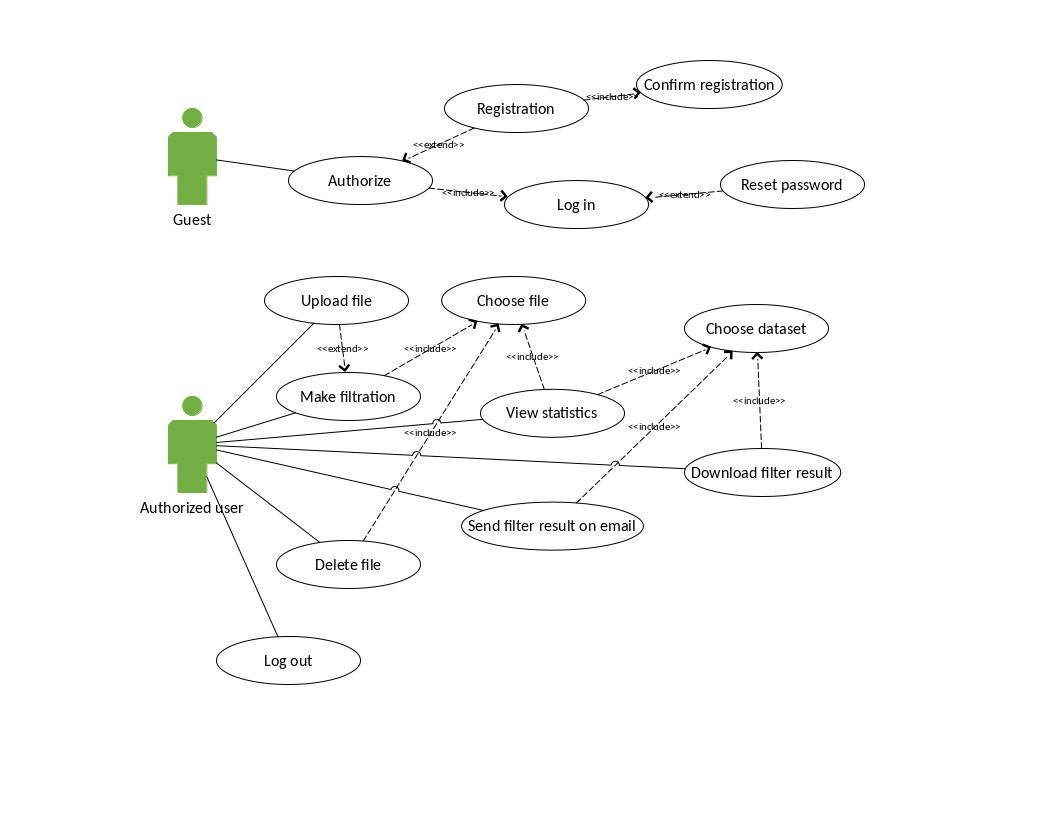 Confirm registration
<<include>>
Registration
<<extend>>
Authorize
<<include>>
Log in
<<extend>>
Reset password
Guest
Upload file
Choose file
Choose dataset
<<extend>>
<<include>>
<<include>>
<<include>>
Make filtration
View statistics
<<include>>
<<include>>
<<include>>
Download filter result
Authorized user
Send filter result on email
Delete file
Log out